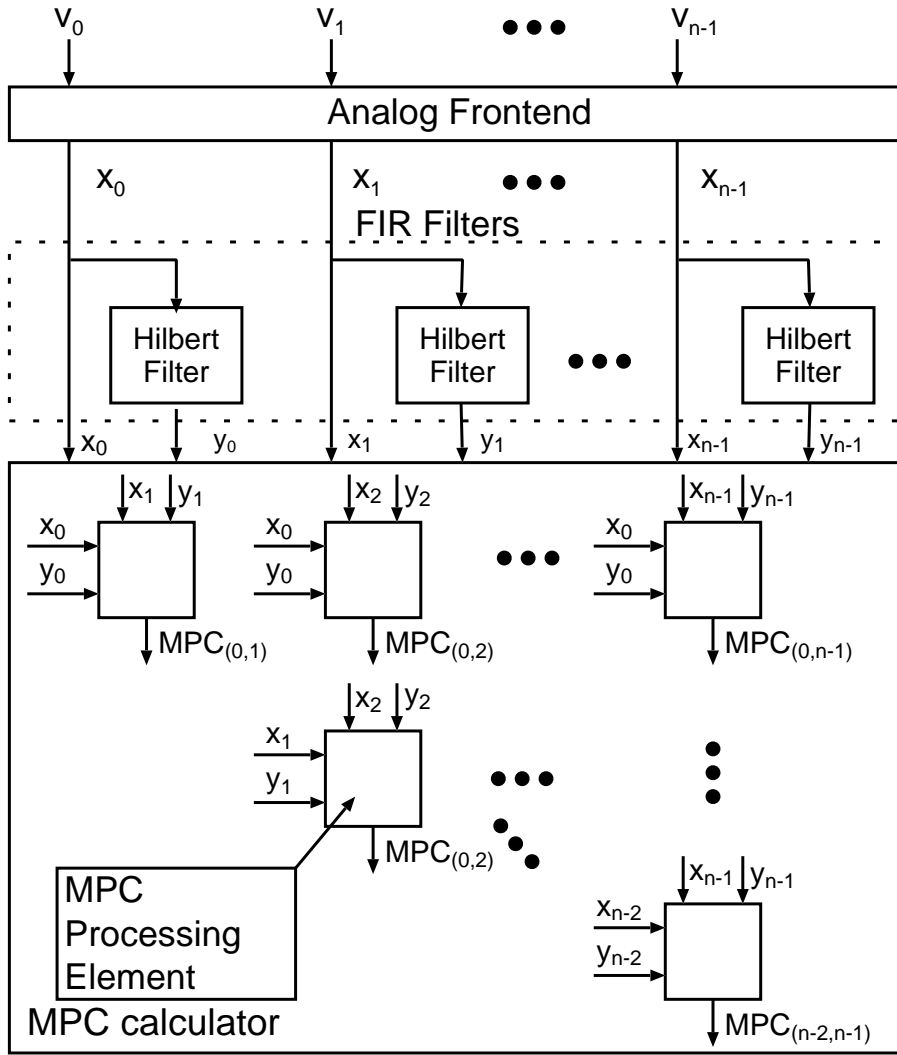 v0 v1 ●●● vn-1
Analog Frontend
x0 x1 ●●● xn-1
FIR Filters
Hilbert Filter
Hilbert Filter
●●●
Hilbert Filter
x0 y0 x1 y1 xn-1 yn-1
x1 y1 x2 y2 xn-1 yn-1
x0 x0 ●●● x0
y0 y0 y0
MPC(0,1) MPC(0,2) MPC(0,n-1)
x2 y2
x1
y1
MPC(0,2)
xn-1 yn-1
MPC
Processing
Element
xn-2
yn-2
MPC calculator
MPC(n-2,n-1)